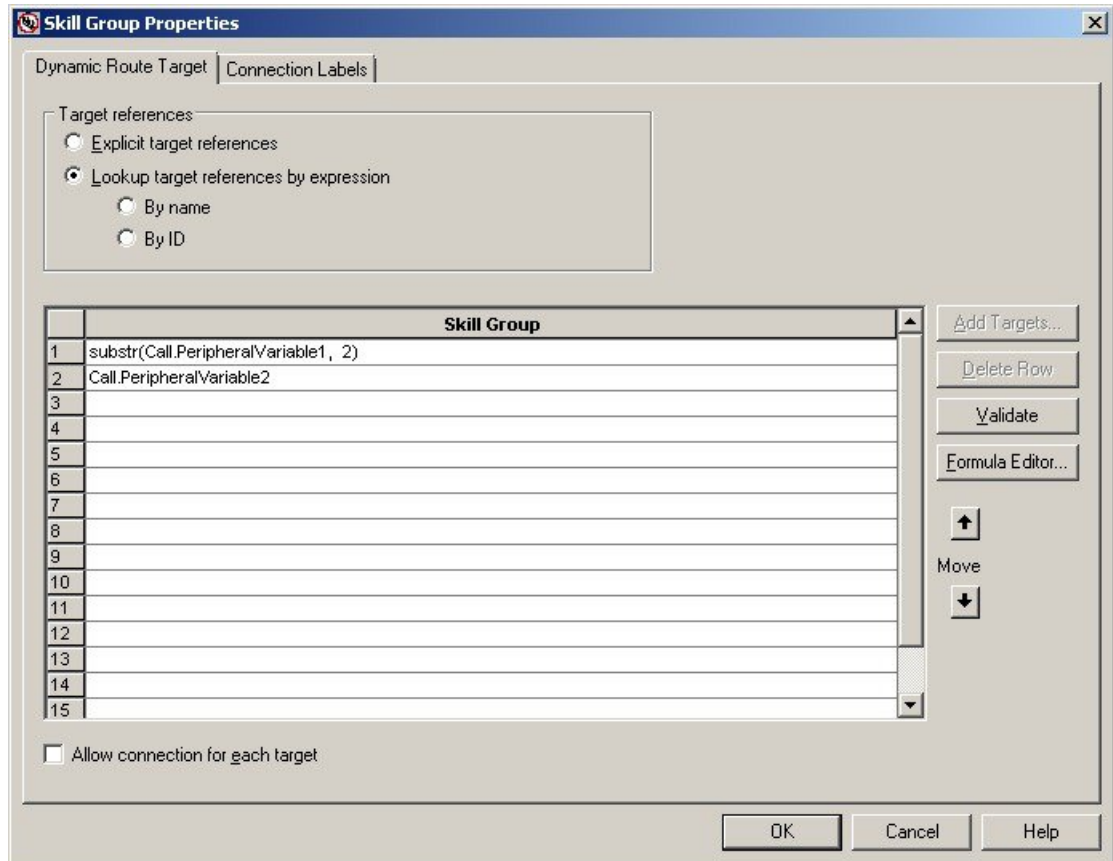 Skill Group Properties
Dynamic Route Target
Connection Labels
Target references
Explicit target references
Lookup target references by expression
By name
By ID
Skill Group
1 substr(Call.PeripheralVariable1, 2)
2 Call.PeripheralVariable2
3
4
5
6
7
8
9
10
11
12
13
14
15
Add Targets...
Delete Row
Validate
Formula Editor...
Move
Allow connection for each target
OK
Cancel
Help